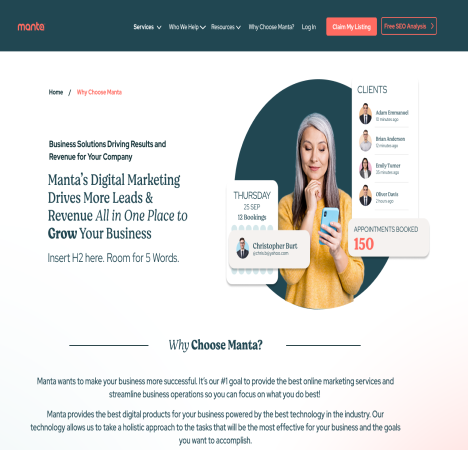 manta
Services Who We Help Resources Why Choose Manta? Log In Claim My Listing Free SEO Analysis
Home / Why Choose Manta
Business Solutions Driving Results and
Revenue for Your Company
Manta's Digital Marketing
Drives More Leads &
Revenue All in One Place to
Grow Your Business
Insert H2 here. Room for 5 Words.
CLIENTS
Adam Emmanuel
10 minutes ago
Brian Anderson
12 minutes ago
Emily Turner
25 minutes ago
Oliver Davis
2 hours ago
THURSDAY
25 SEP
12 Bookings
Christopher Burt
@chrisb@yahoo.com
APPOINTMENTS BOOKED
150
Why Choose Manta?
Manta wants to make your business more successful. It's our #1 goal to provide the best online marketing services and
streamline business operations so you can focus on what you do best!
Manta provides the best digital products for your business powered by the best technology in the industry. Our
technology allows us to take a holistic approach to the tasks that will be the most effective for your business and the goals
you want to accomplish.